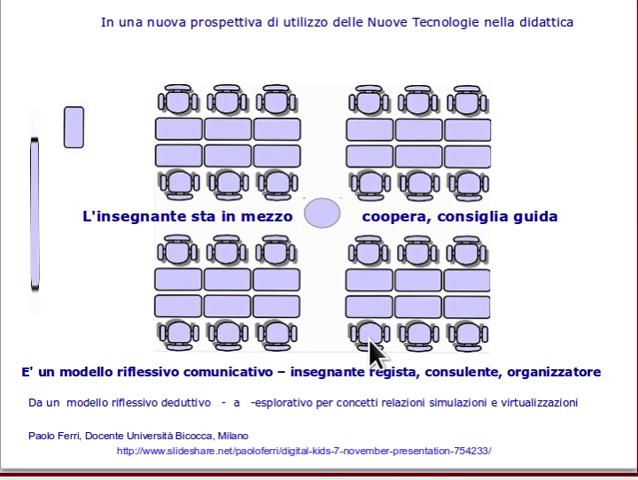 In una nuova prospettiva di utilizzo delle Nuove Tecnologie nella didattica
L'insegnante sta in mezzo coopera, consiglia guida
E' un modello riflessivo comunicativo – insegnante regista, consulente, organizzatore
Da un modello riflessivo deduttivo - a -esplorativo per concetti relazioni simulazioni e virtualizzazioni
Paolo Ferri, Docente Università Bicocca, Milano
http://www.slideshare.net/paoloferri/digital-kids-7-november-presentation-754233/